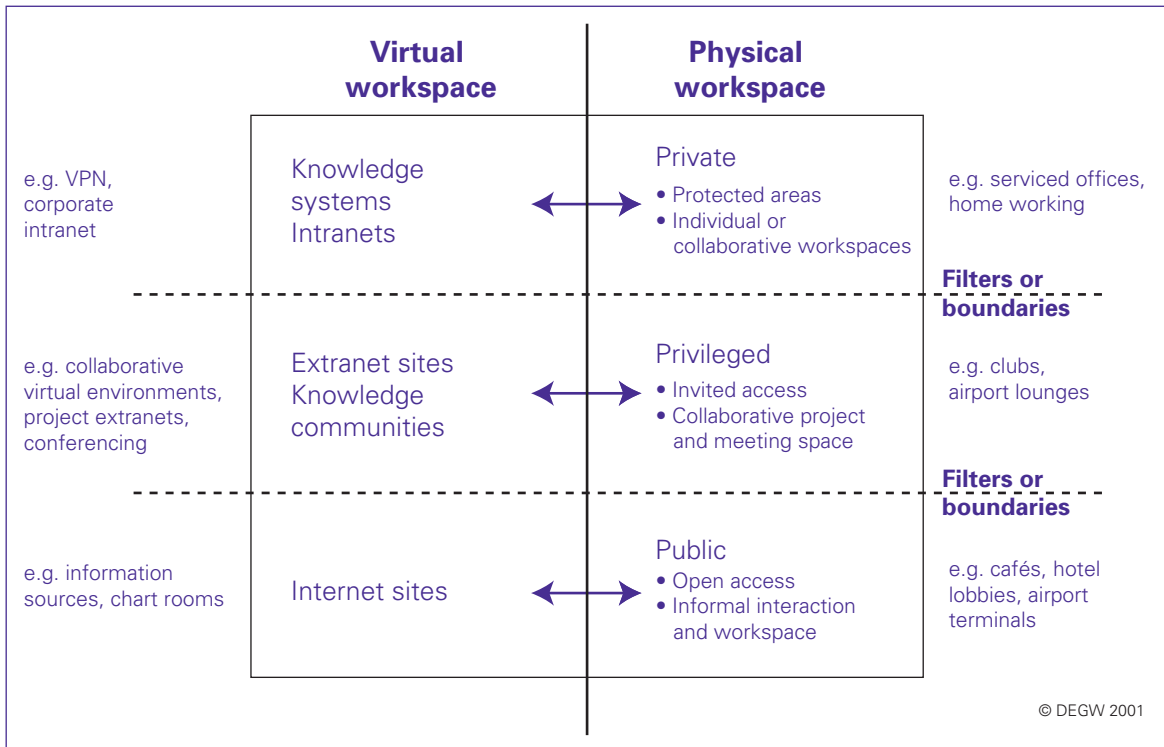 Virtual
workspace
Physical
workspace
e.g. VPN,
corporate
intranet
Knowledge
systems
Intranets
Private
• Protected areas
• Individual or
collaborative workspaces
e.g. serviced offices,
home working
Filters or
boundaries
e.g. collaborative
virtual environments,
project extranets,
conferencing
Extranet sites
Knowledge
communities
Privileged
• Invited access
• Collaborative project
and meeting space
e.g. clubs,
airport lounges
Filters or
boundaries
e.g. information
sources, chart rooms
Internet sites
Public
• Open access
• Informal interaction
and workspace
e.g. cafés, hotel
lobbies, airport
terminals
© DEGW 2001